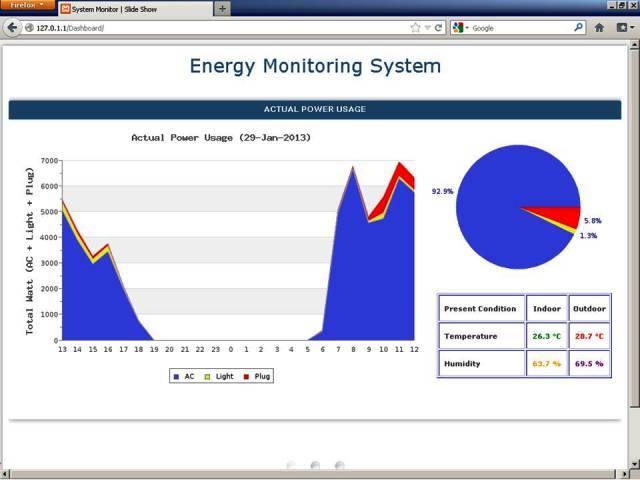 Firefox
System Monitor | Slide Show
127.0.1.1/Dashboard/
Google
Energy Monitoring System
ACTUAL POWER USAGE
Actual Power Usage (29-Jan-2013)
Total Watt (AC + Light + Plug)
7000
6000
5000
4000
3000
2000
1000
0
13 14 15 16 17 18 19 20 21 22 23 0 1 2 3 4 5 6 7 8 9 10 11 12
AC Light Plug
92.9%
5.8%
1.3%
Present Condition Indoor Outdoor
Temperature 26.3 °C 28.7 °C
Humidity 63.7 % 69.5 %